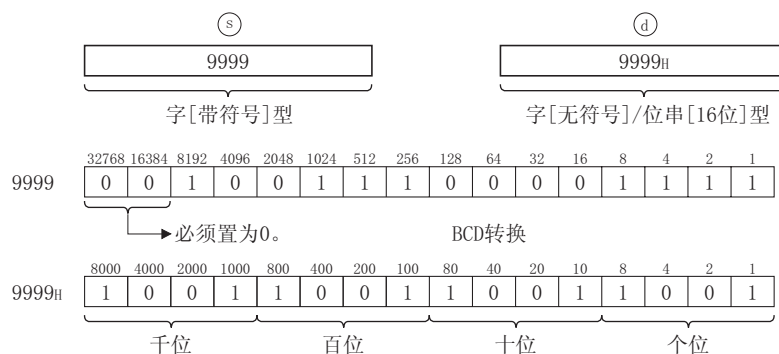 s d
9999 9999H
字[带符号]型 字[无符号]/位串[16位]型
32768 16384 8192 4096 2048 1024 512 256 128 64 32 16 8 4 2 1
9999 0 0 1 0 0 1 1 1 0 0 0 0 1 1 1 1
必须置为0。 BCD转换
8000 4000 2000 1000 800 400 200 100 80 40 20 10 8 4 2 1
9999H 1 0 0 1 1 0 0 1 1 0 0 1 1 0 0 1
千位 百位 十位 个位